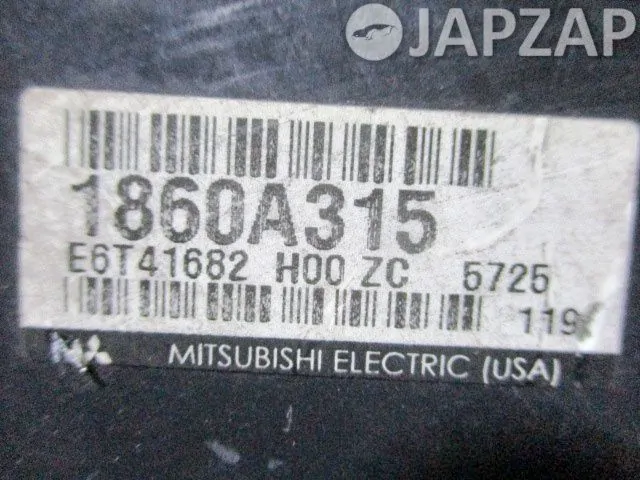 JAPZAP
1860A315
E6T41682 H00 ZC 5725
119
MITSUBISHI ELECTRIC (USA)